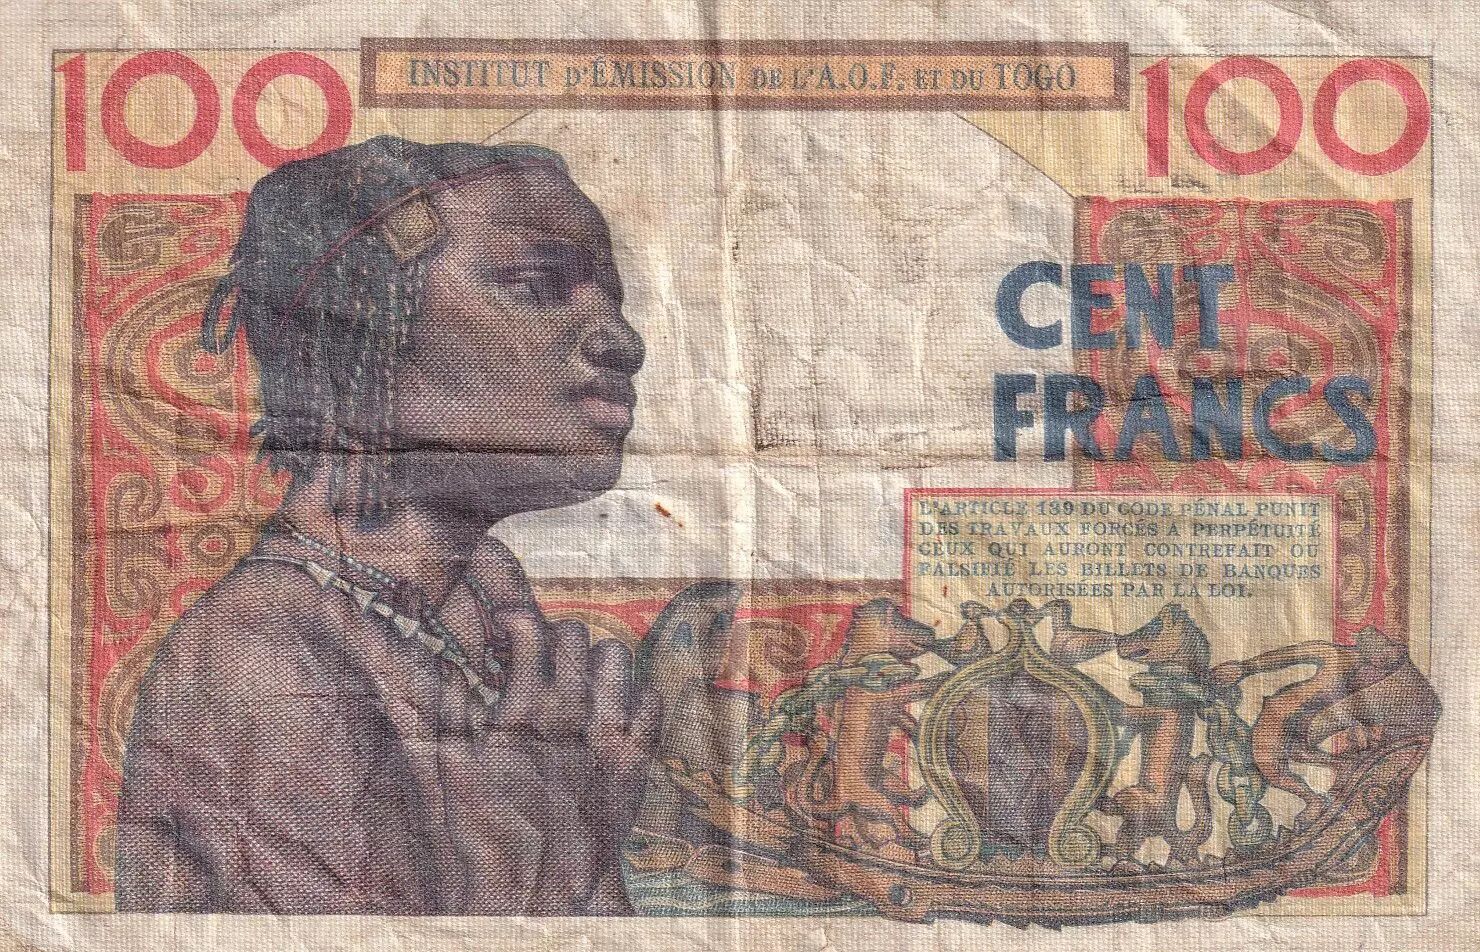 100
INSTITUT D'ÉMISSION DE L'A.O.F. ET DU TOGO
100
CENT
FRANCS
L'ARTICLE 139 DU CODE PÉNAL PUNIT
DES TRAVAUX FORCÉS A PERPÉTUITÉ
CEUX QUI AURONT CONTREFAIT OU
FALSIFIÉ LES BILLETS DE BANQUES
AUTORISÉES PAR LA LOI.